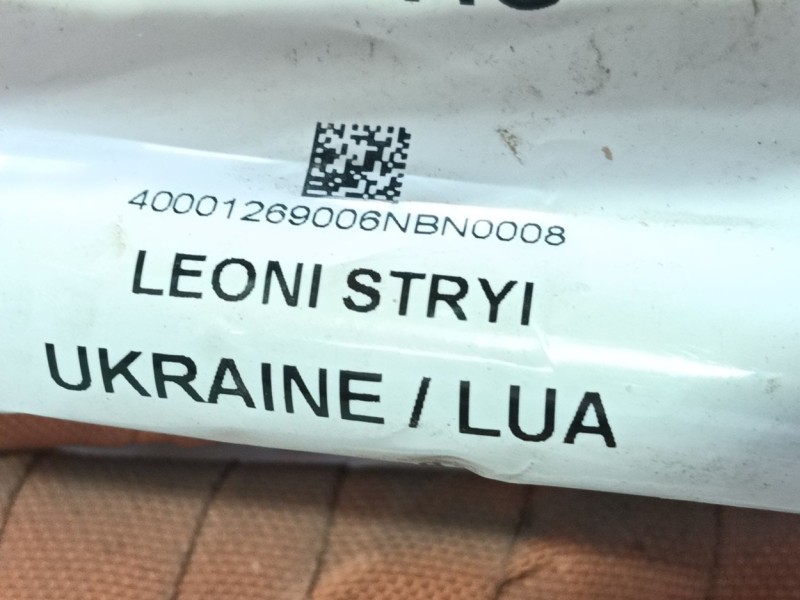 40001269006NBN0008
LEONI STRYI
UKRAINE / LUA